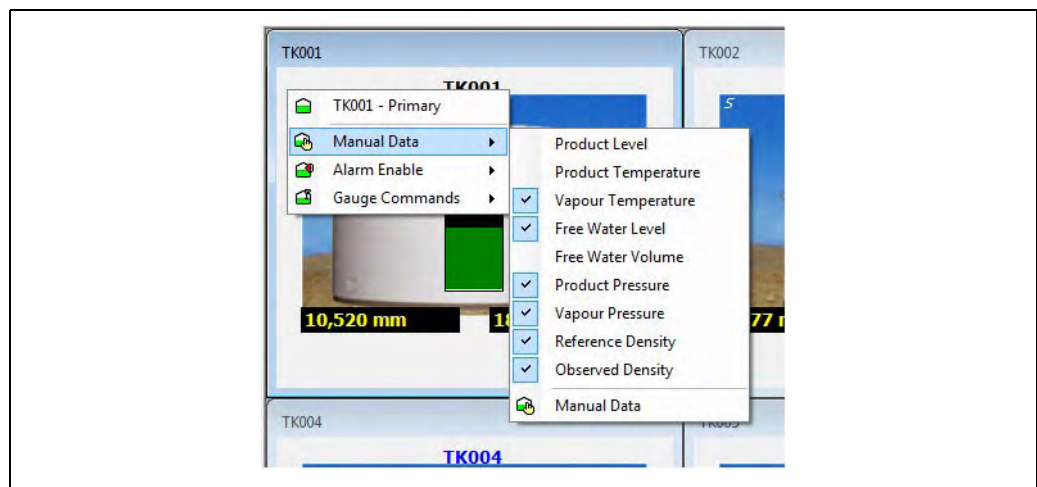 TK001
TK002
TK001
TK001 - Primary
S
Manual Data
Product Level
Alarm Enable
Product Temperature
Gauge Commands
Vapour Temperature
Free Water Level
Free Water Volume
Product Pressure
10,520 mm
Vapour Pressure
Reference Density
Observed Density
Manual Data
TK004
TK004